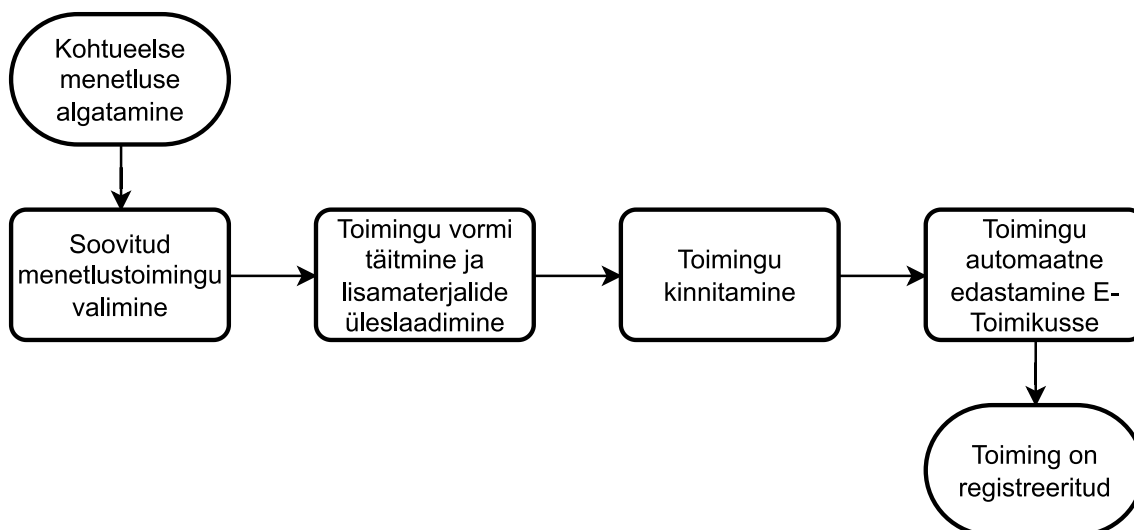 Kohtueelse
menetluse
algatamine
Soovitud
menetlustoimingu
valimine
Toimingu vormi
täitmine ja
lisamaterjalide
üleslaadimine
Toimingu
kinnitamine
Toimingu
automaatne
edastamine E-
Toimikusse
Toiming on
registreeritud